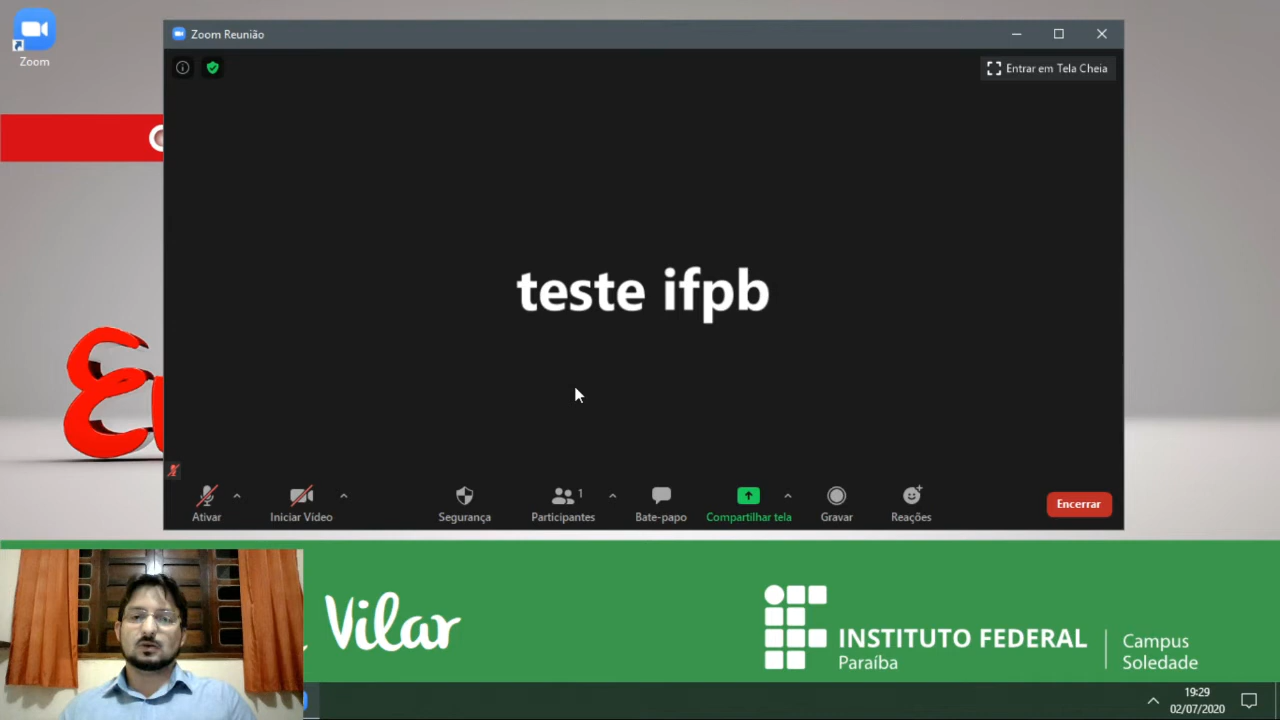 Zoom
Zoom Reunião
Entrar em Tela Cheia
teste ifpb
Ativar
Iniciar Vídeo
Segurança
1
Participantes
Bate-papo
Compartilhar tela
Gravar
Reações
Encerrar
Vilar
INSTITUTO FEDERAL
Paraíba
Campus
Soledade
19:29
02/07/2020